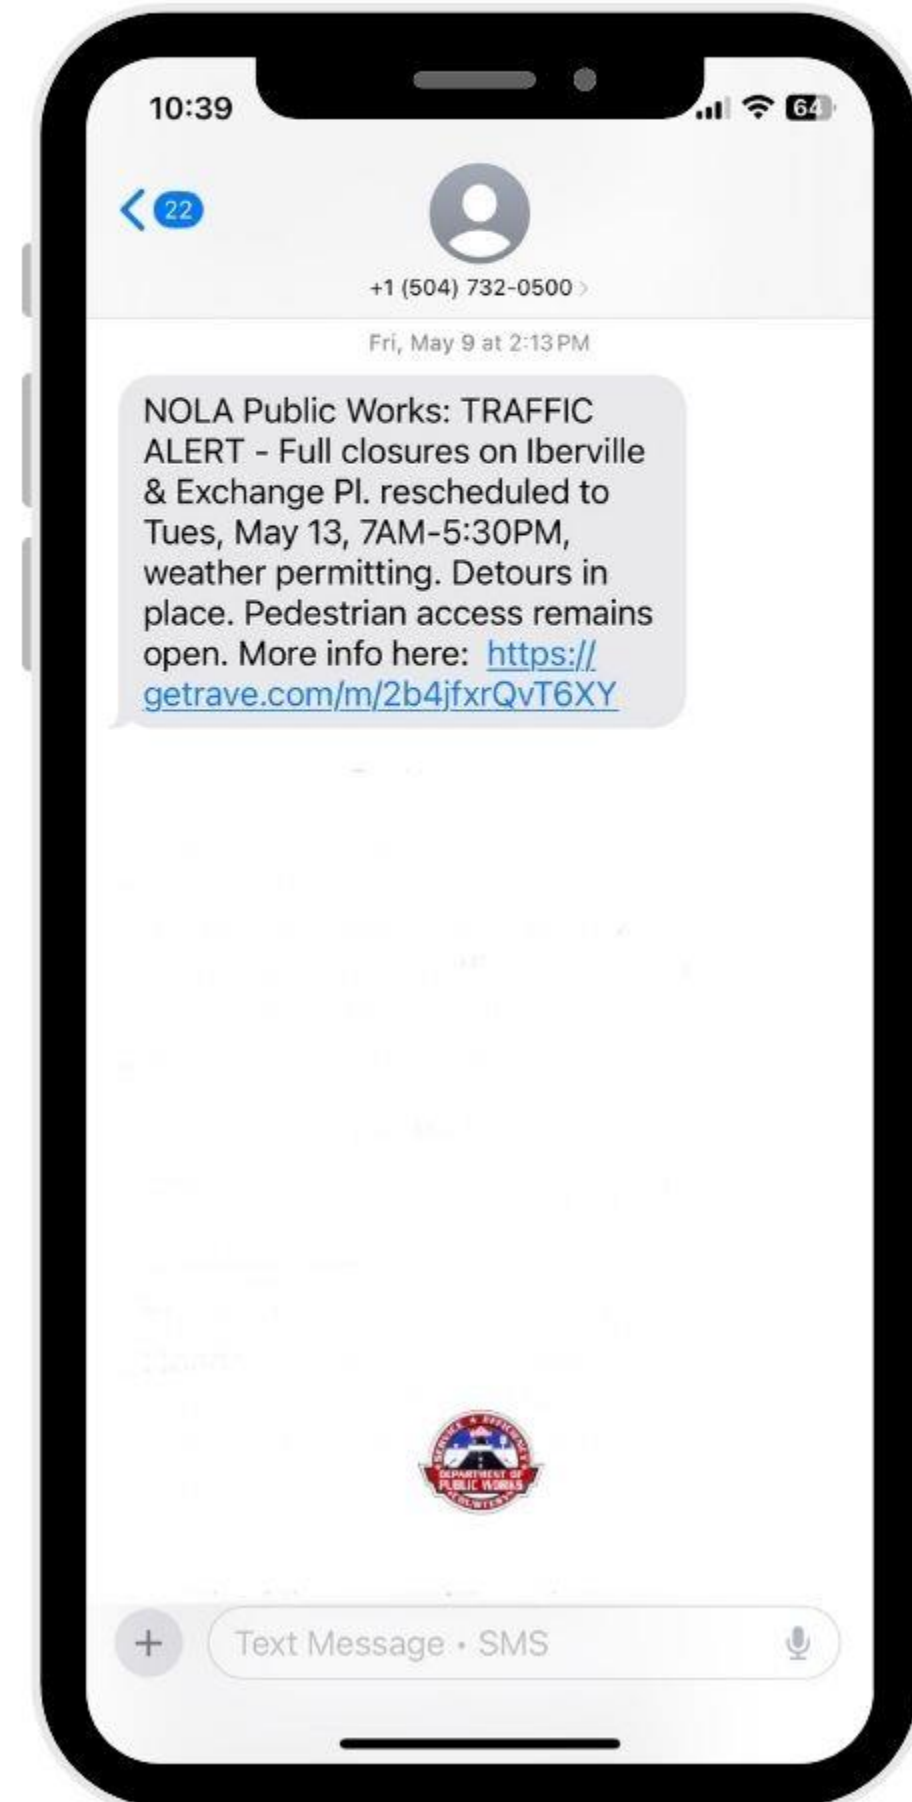 10:39
64
22
+1 (504) 732-0500
Fri, May 9 at 2:13 PM
NOLA Public Works: TRAFFIC
ALERT - Full closures on Iberville
& Exchange Pl. rescheduled to
Tues, May 13, 7AM-5:30PM,
weather permitting. Detours in
place. Pedestrian access remains
open. More info here: https://
getrave.com/m/2b4jfxrQvT6XY
SERVICE ★ EFFICIENCY
DEPARTMENT OF
PUBLIC WORKS
COURTESY
Text Message • SMS